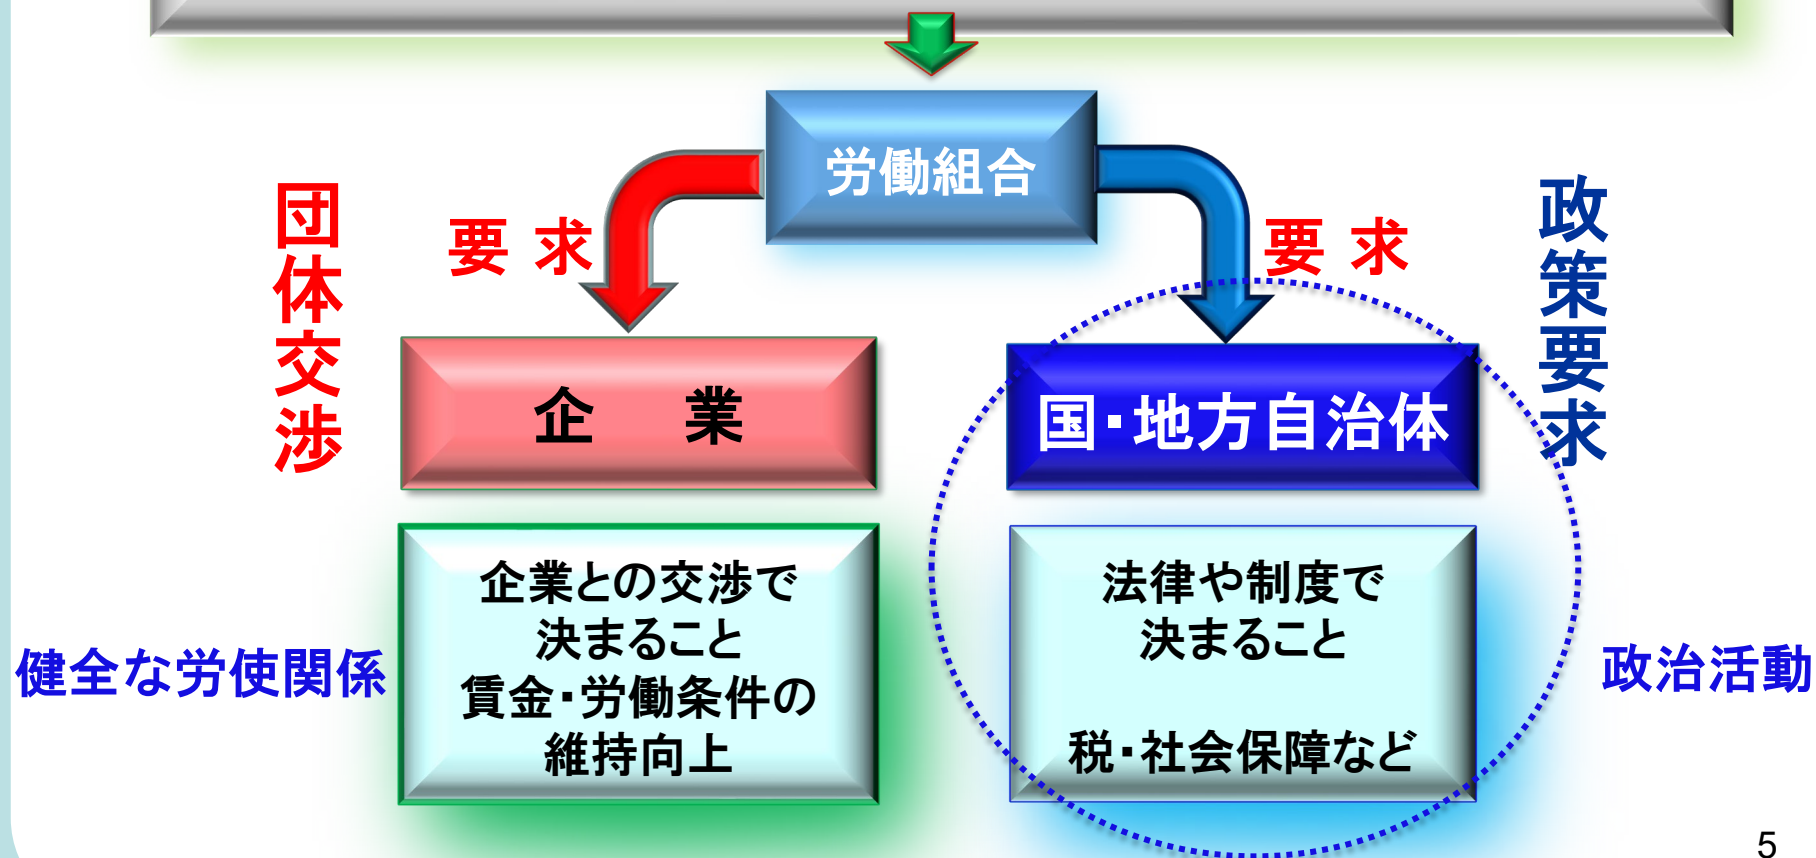 労働組合
団体交渉
要 求
要 求
政策要求
企　業
国・地方自治体
健全な労使関係
企業との交渉で
決まること
賃金・労働条件の
維持向上
法律や制度で
決まること
税・社会保障など
政治活動
5